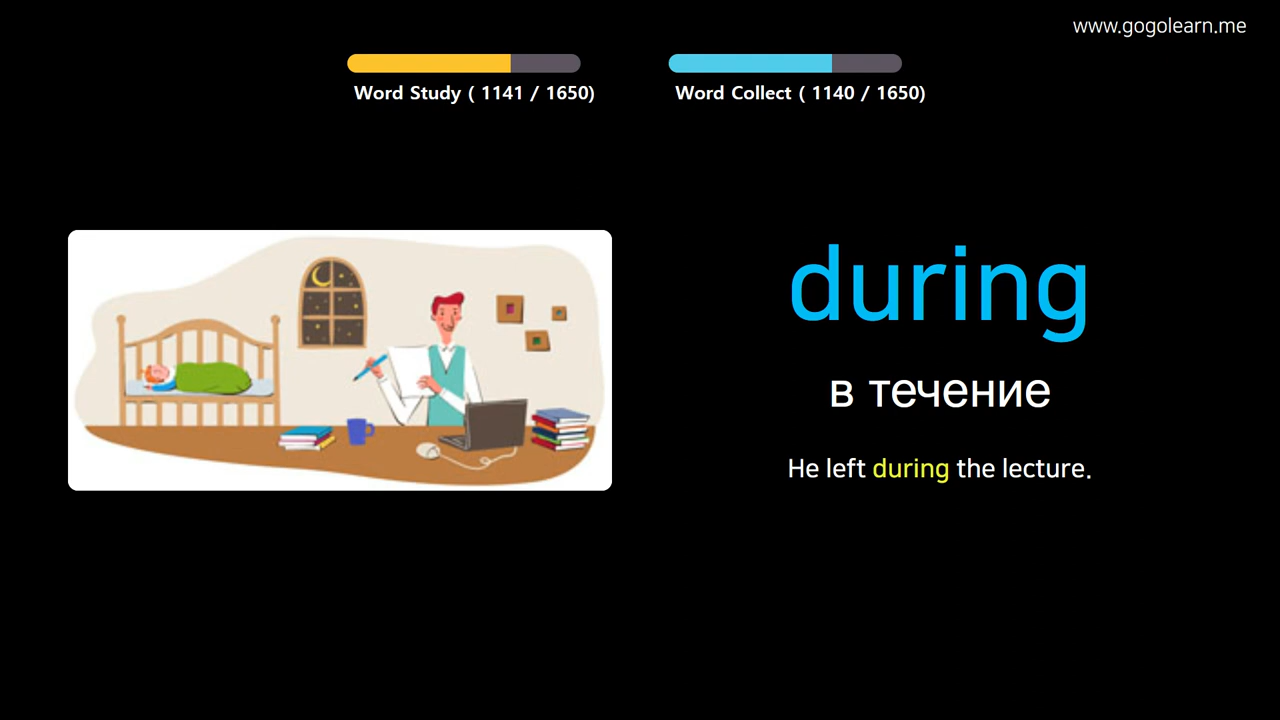 www.gogolearn.me
Word Study ( 1141 / 1650)
Word Collect ( 1140 / 1650)
during
в течение
He left during the lecture.